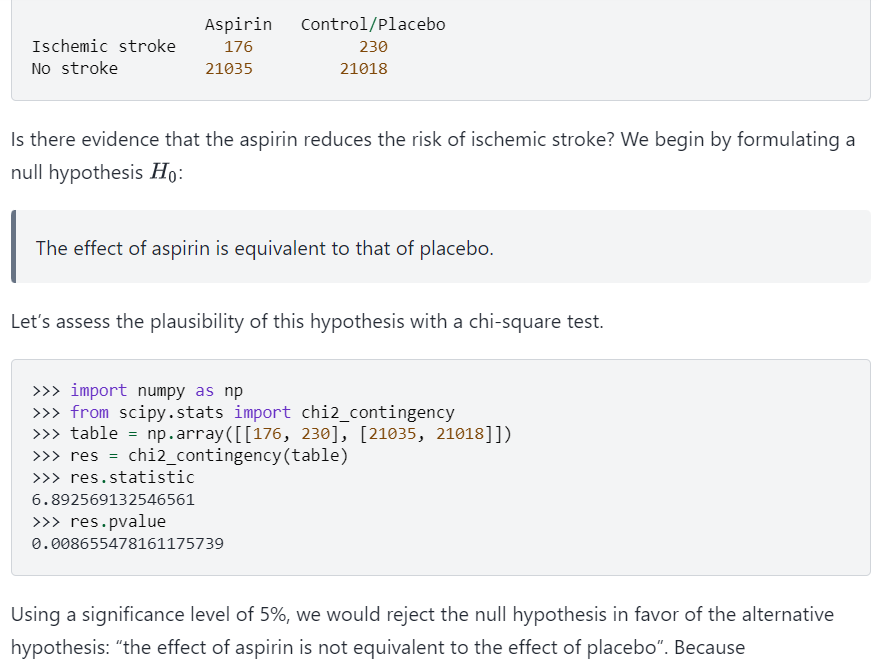 Aspirin Control/Placebo
Ischemic stroke 176 230
No stroke 21035 21018
Is there evidence that the aspirin reduces the risk of ischemic stroke? We begin by formulating a
null hypothesis H₀:
The effect of aspirin is equivalent to that of placebo.
Let’s assess the plausibility of this hypothesis with a chi-square test.
>>> import numpy as np
>>> from scipy.stats import chi2_contingency
>>> table = np.array([[176, 230], [21035, 21018]])
>>> res = chi2_contingency(table)
>>> res.statistic
6.892569132546561
>>> res.pvalue
0.008655478161175739
Using a significance level of 5%, we would reject the null hypothesis in favor of the alternative
hypothesis: “the effect of aspirin is not equivalent to the effect of placebo”. Because